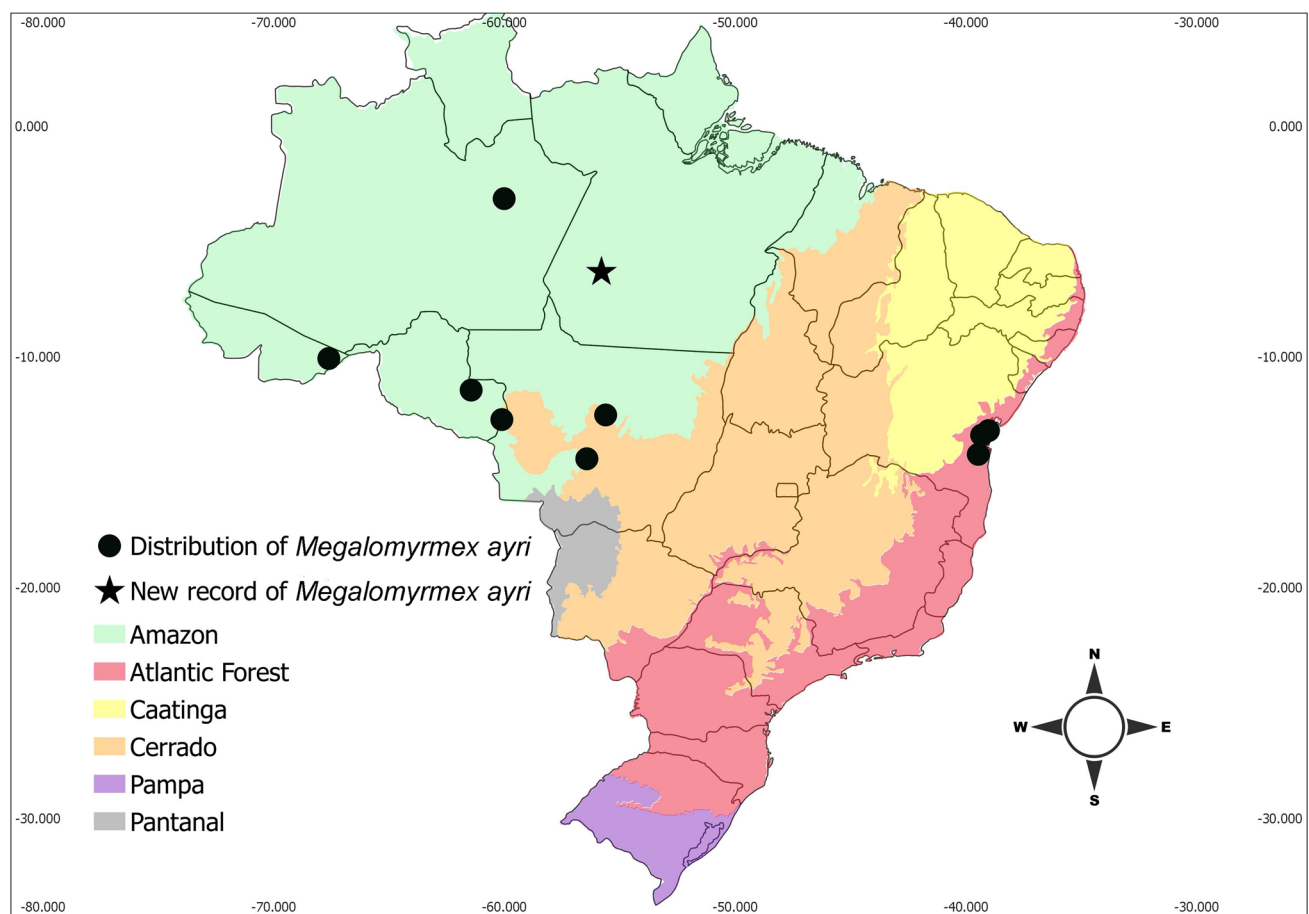 -80.000 -70.000 -60.000 -50.000 -40.000 -30.000
0.000 0.000
-10.000 -10.000
Distribution of Megalomyrmex ayri
-20.000 -20.000
New record of Megalomyrmex ayri
Amazon
Atlantic Forest
Caatinga
Cerrado
Pampa
Pantanal
N
W E
S
-30.000 -30.000
-80.000 -70.000 -60.000 -50.000 -40.000 -30.000